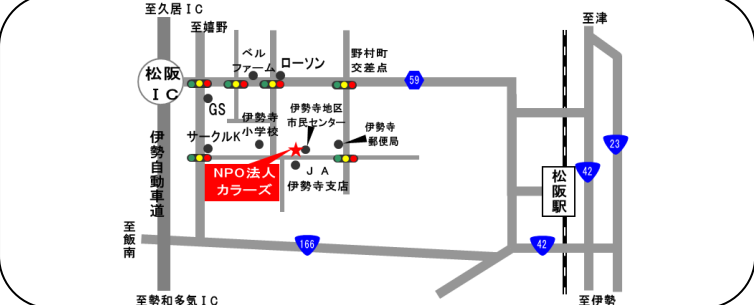 至久居IC
至嬉野
至津
松阪
IC
ベル
ファーム
ローソン
野村町
交差点
59
GS
サークルK
伊勢寺
小学校
伊勢寺地区
市民センター
伊勢寺
郵便局
23
伊勢自動車道
NPO法人
カラーズ
JA
伊勢寺支店
松阪駅
42
至飯南
166
42
至勢和多気IC
至伊勢